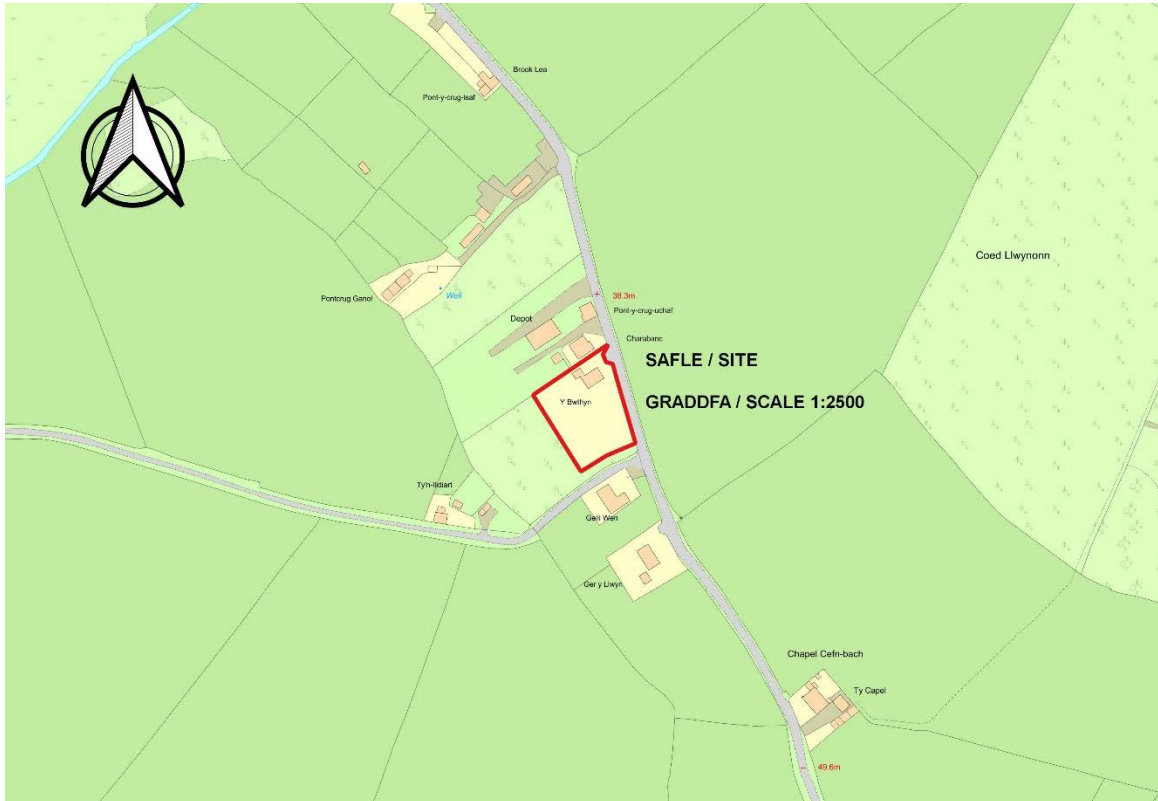 Brook Lea
Pont-y-crug-isaf
Coed Llwynonn
Pontcrug Ganol
Well
38.3m
Depot
Pont-y-crug-uchaf
Charabanc
SAFLE / SITE
GRADDFA / SCALE 1:2500
Y Bwthyn
Ty'n-llidiart
Gelli Wen
Ger y Llwyn
Chapel Cefn-bach
Ty Capel
49.6m